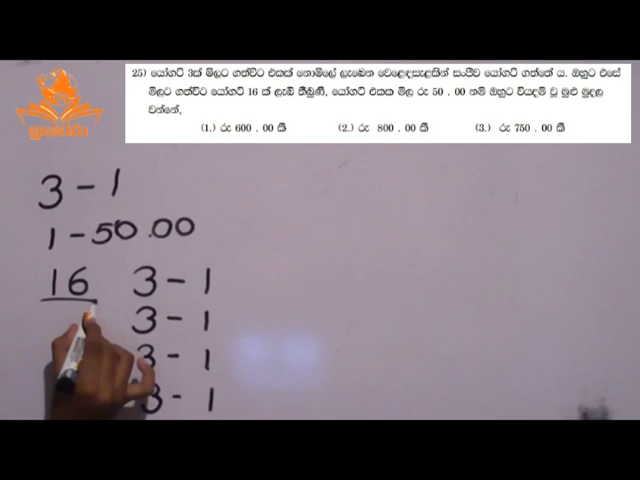 25) යෝගට් 3ක් මිලට ගත්විට එකක් නොමිලේ ලැබෙන වෙළෙඳසැළකින් සංජීව යෝගට් ගත්තේ ය. ඔහුට එසේ
මිලට ගත්විට යෝගට් 16 ක් ලැබී තිබුණි, යෝගට් එකක මිල රු 50 . 00 නම් ඔහුට වියදම් වූ මුළු මුදල
වන්නේ,
(1.) රු 600 . 00 කි (2.) රු 800 . 00 කි (3.) රු 750 . 00 කි
3 - 1
1 - 50.00
16 3 - 1
3 - 1
3 - 1
3 - 1